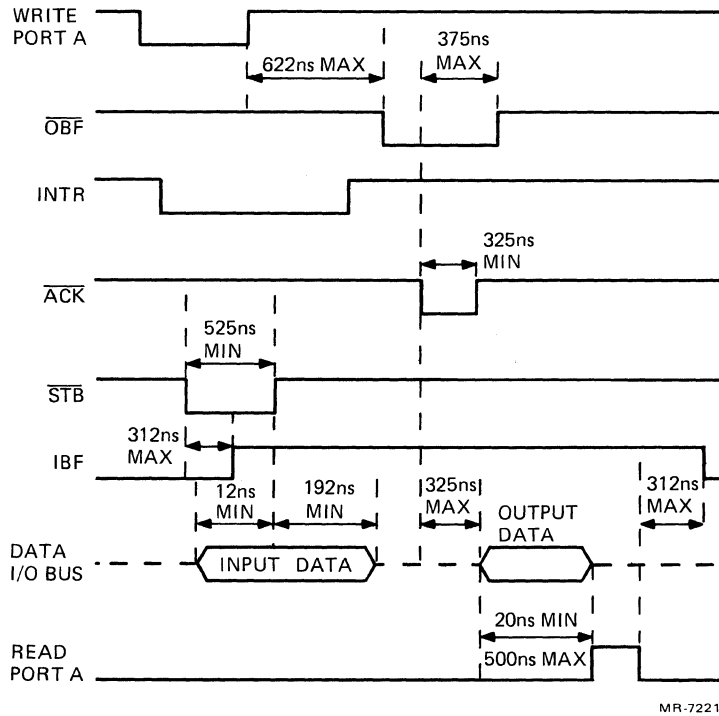 WRITE
PORT A
622ns MAX
375ns
MAX
OBF
INTR
325ns
MIN
ACK
525ns
MIN
STB
312ns
MAX
IBF
12ns
MIN
192ns
MIN
325ns
MAX
OUTPUT
DATA
312ns
MAX
DATA
I/O BUS
INPUT DATA
20ns MIN
500ns MAX
READ
PORT A
MR-7221